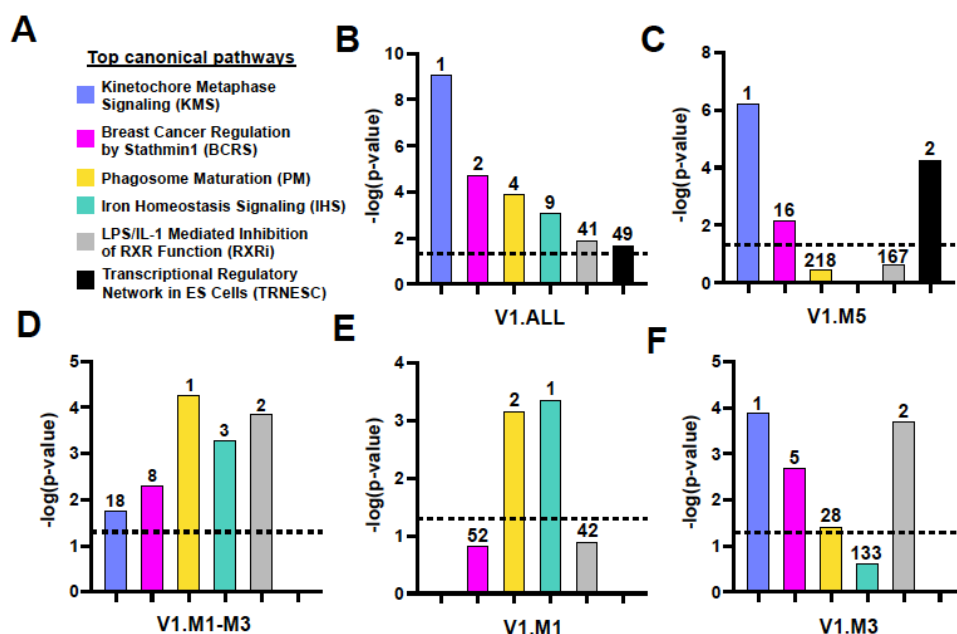 A
Top canonical pathways
Kinetochore Metaphase
Signaling (KMS)
Breast Cancer Regulation
by Stathmin1 (BCRS)
Phagosome Maturation (PM)
Iron Homeostasis Signaling (IHS)
LPS/IL-1 Mediated Inhibition
of RXR Function (RXRi)
Transcriptional Regulatory
Network in ES Cells (TRNESC)
B
-log(p-value)
10
8
6
4
2
0
1
2
4
9
41
49
V1.ALL
C
-log(p-value)
8
6
4
2
0
1
16
218
167
2
V1.M5
D
-log(p-value)
5
4
3
2
1
0
18
8
1
3
2
V1.M1-M3
E
-log(p-value)
4
3
2
1
0
52
2
1
42
V1.M1
F
-log(p-value)
5
4
3
2
1
0
1
5
28
133
2
V1.M3